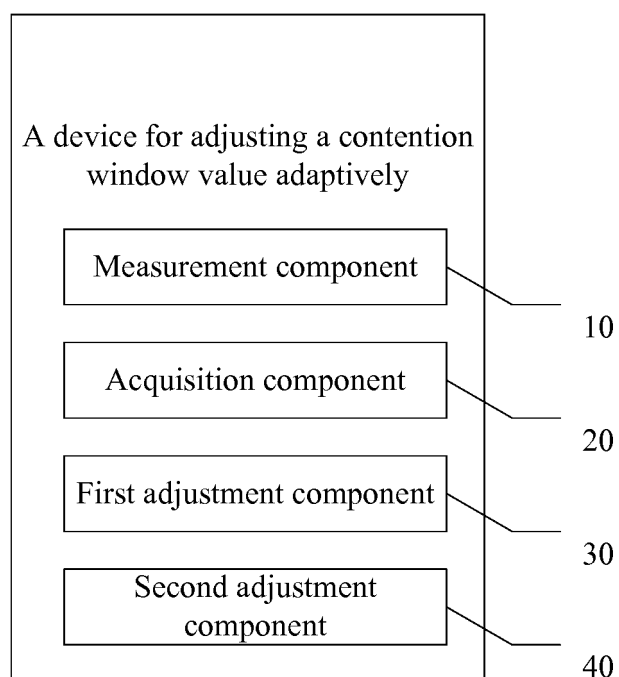 A device for adjusting a contention
window value adaptively
Measurement component
10
Acquisition component
20
First adjustment component
30
Second adjustment
component
40